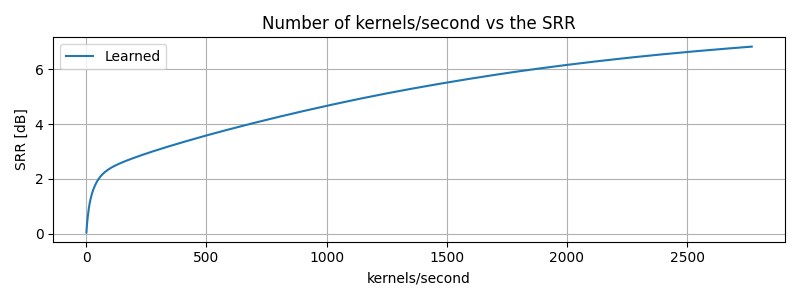 Number of kernels/second vs the SRR
Learned
SRR [dB]
6
4
2
0
0 500 1000 1500 2000 2500
kernels/second